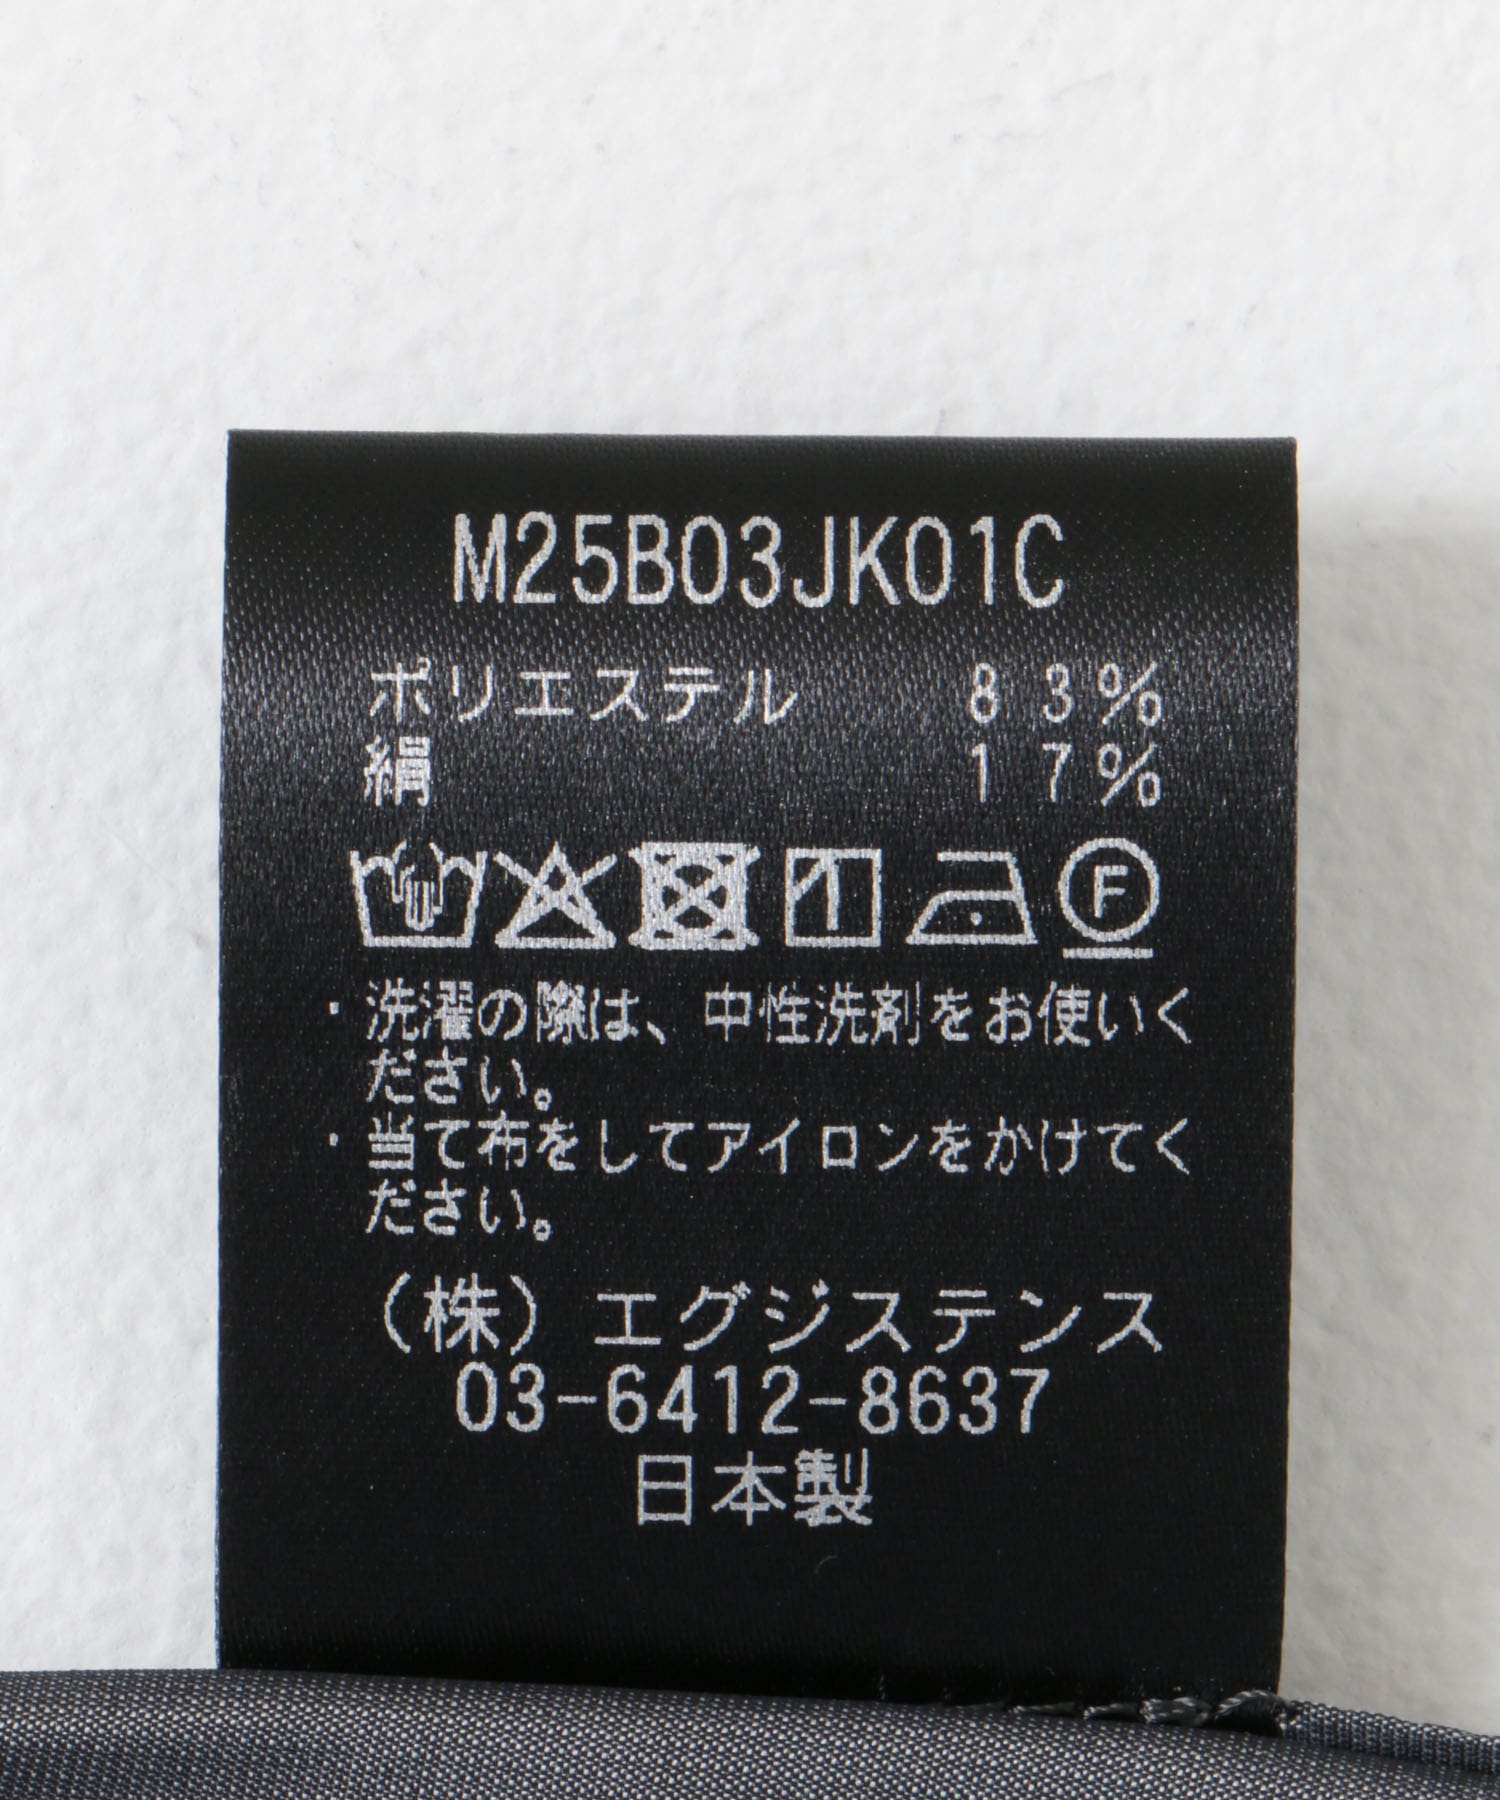 M25B03JK01C
ポリエステル 83%
絹 17%
F
・洗濯の際は、中性洗剤をお使いく
ださい。
・当て布をしてアイロンをかけてく
ださい。
(株)エグジステンス
03-6412-8637
日本製